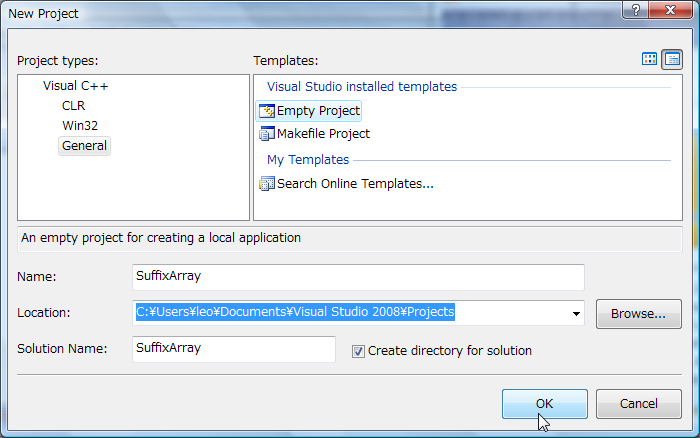 New Project
Project types:
Templates:
Visual C++
CLR
Win32
General
Visual Studio installed templates
Empty Project
Makefile Project
My Templates
Search Online Templates...
An empty project for creating a local application
Name:
SuffixArray
Location:
C:¥Users¥leo¥Documents¥Visual Studio 2008¥Projects
Browse...
Solution Name:
SuffixArray
Create directory for solution
OK
Cancel